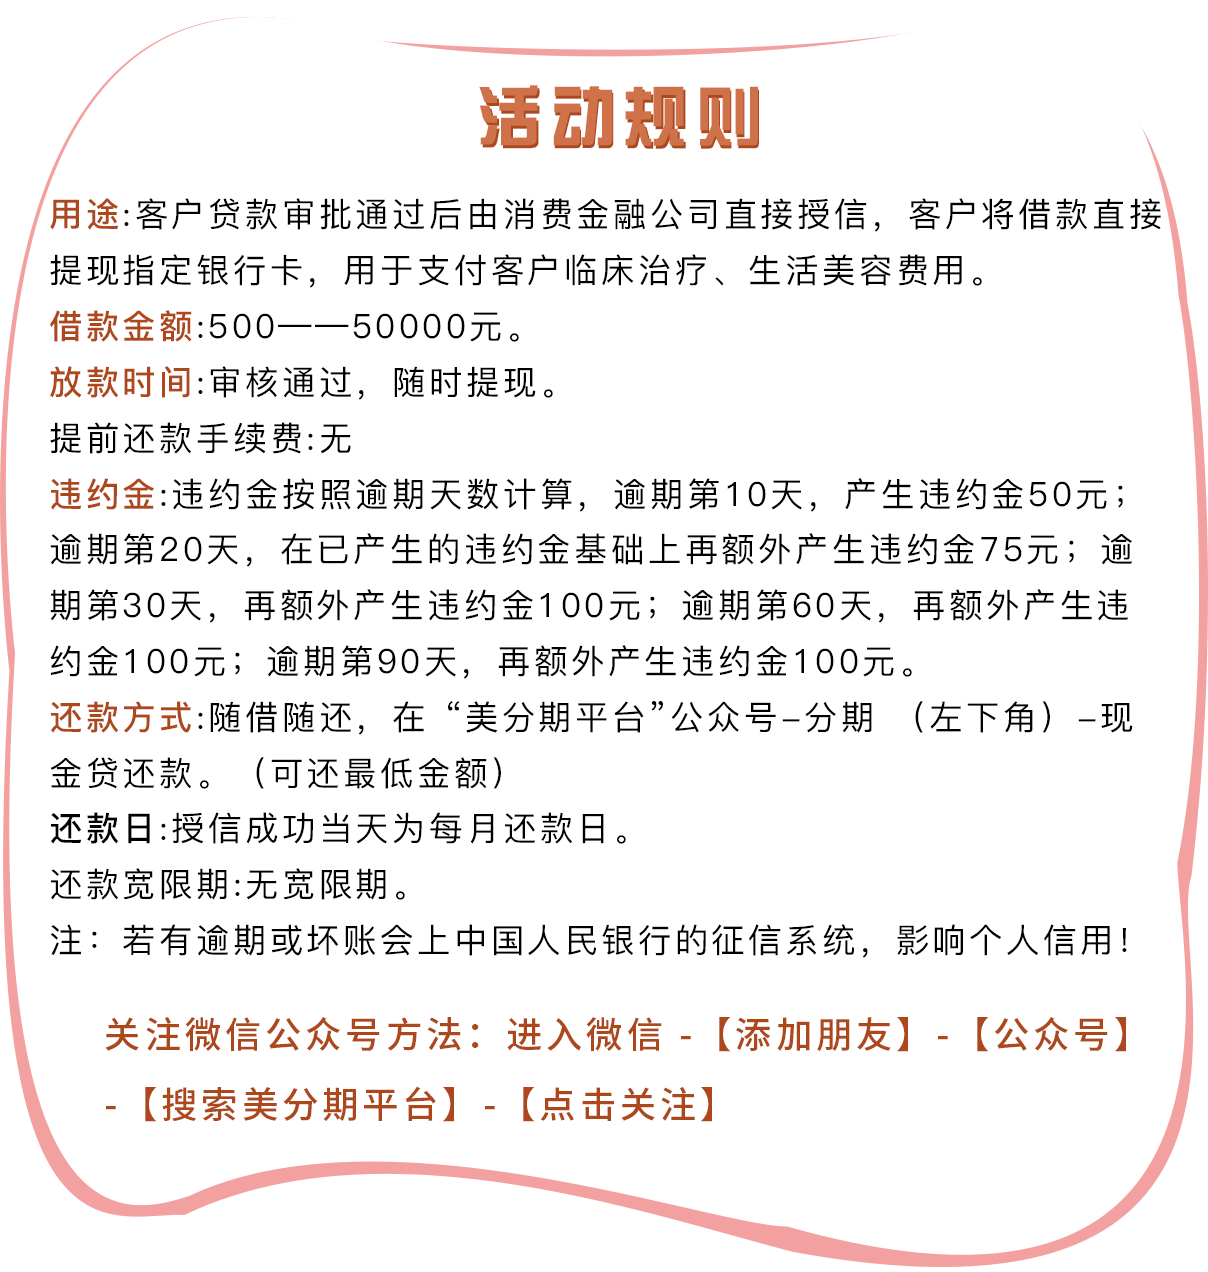 活动规则
用途:客户贷款审批通过后由消费金融公司直接授信，客户将借款直接
提现指定银行卡，用于支付客户临床治疗、生活美容费用。
借款金额:500——50000元。
放款时间:审核通过，随时提现。
提前还款手续费:无
违约金:违约金按照逾期天数计算，逾期第10天，产生违约金50元；
逾期第20天，在已产生的违约金基础上再额外产生违约金75元；逾
期第30天，再额外产生违约金100元；逾期第60天，再额外产生违
约金100元；逾期第90天，再额外产生违约金100元。
还款方式:随借随还，在“美分期平台”公众号–分期（左下角）–现
金贷还款。（可还最低金额）
还款日:授信成功当天为每月还款日。
还款宽限期:无宽限期。
注：若有逾期或坏账会上中国人民银行的征信系统，影响个人信用！
关注微信公众号方法：进入微信 -【添加朋友】-【公众号】
-【搜索美分期平台】-【点击关注】